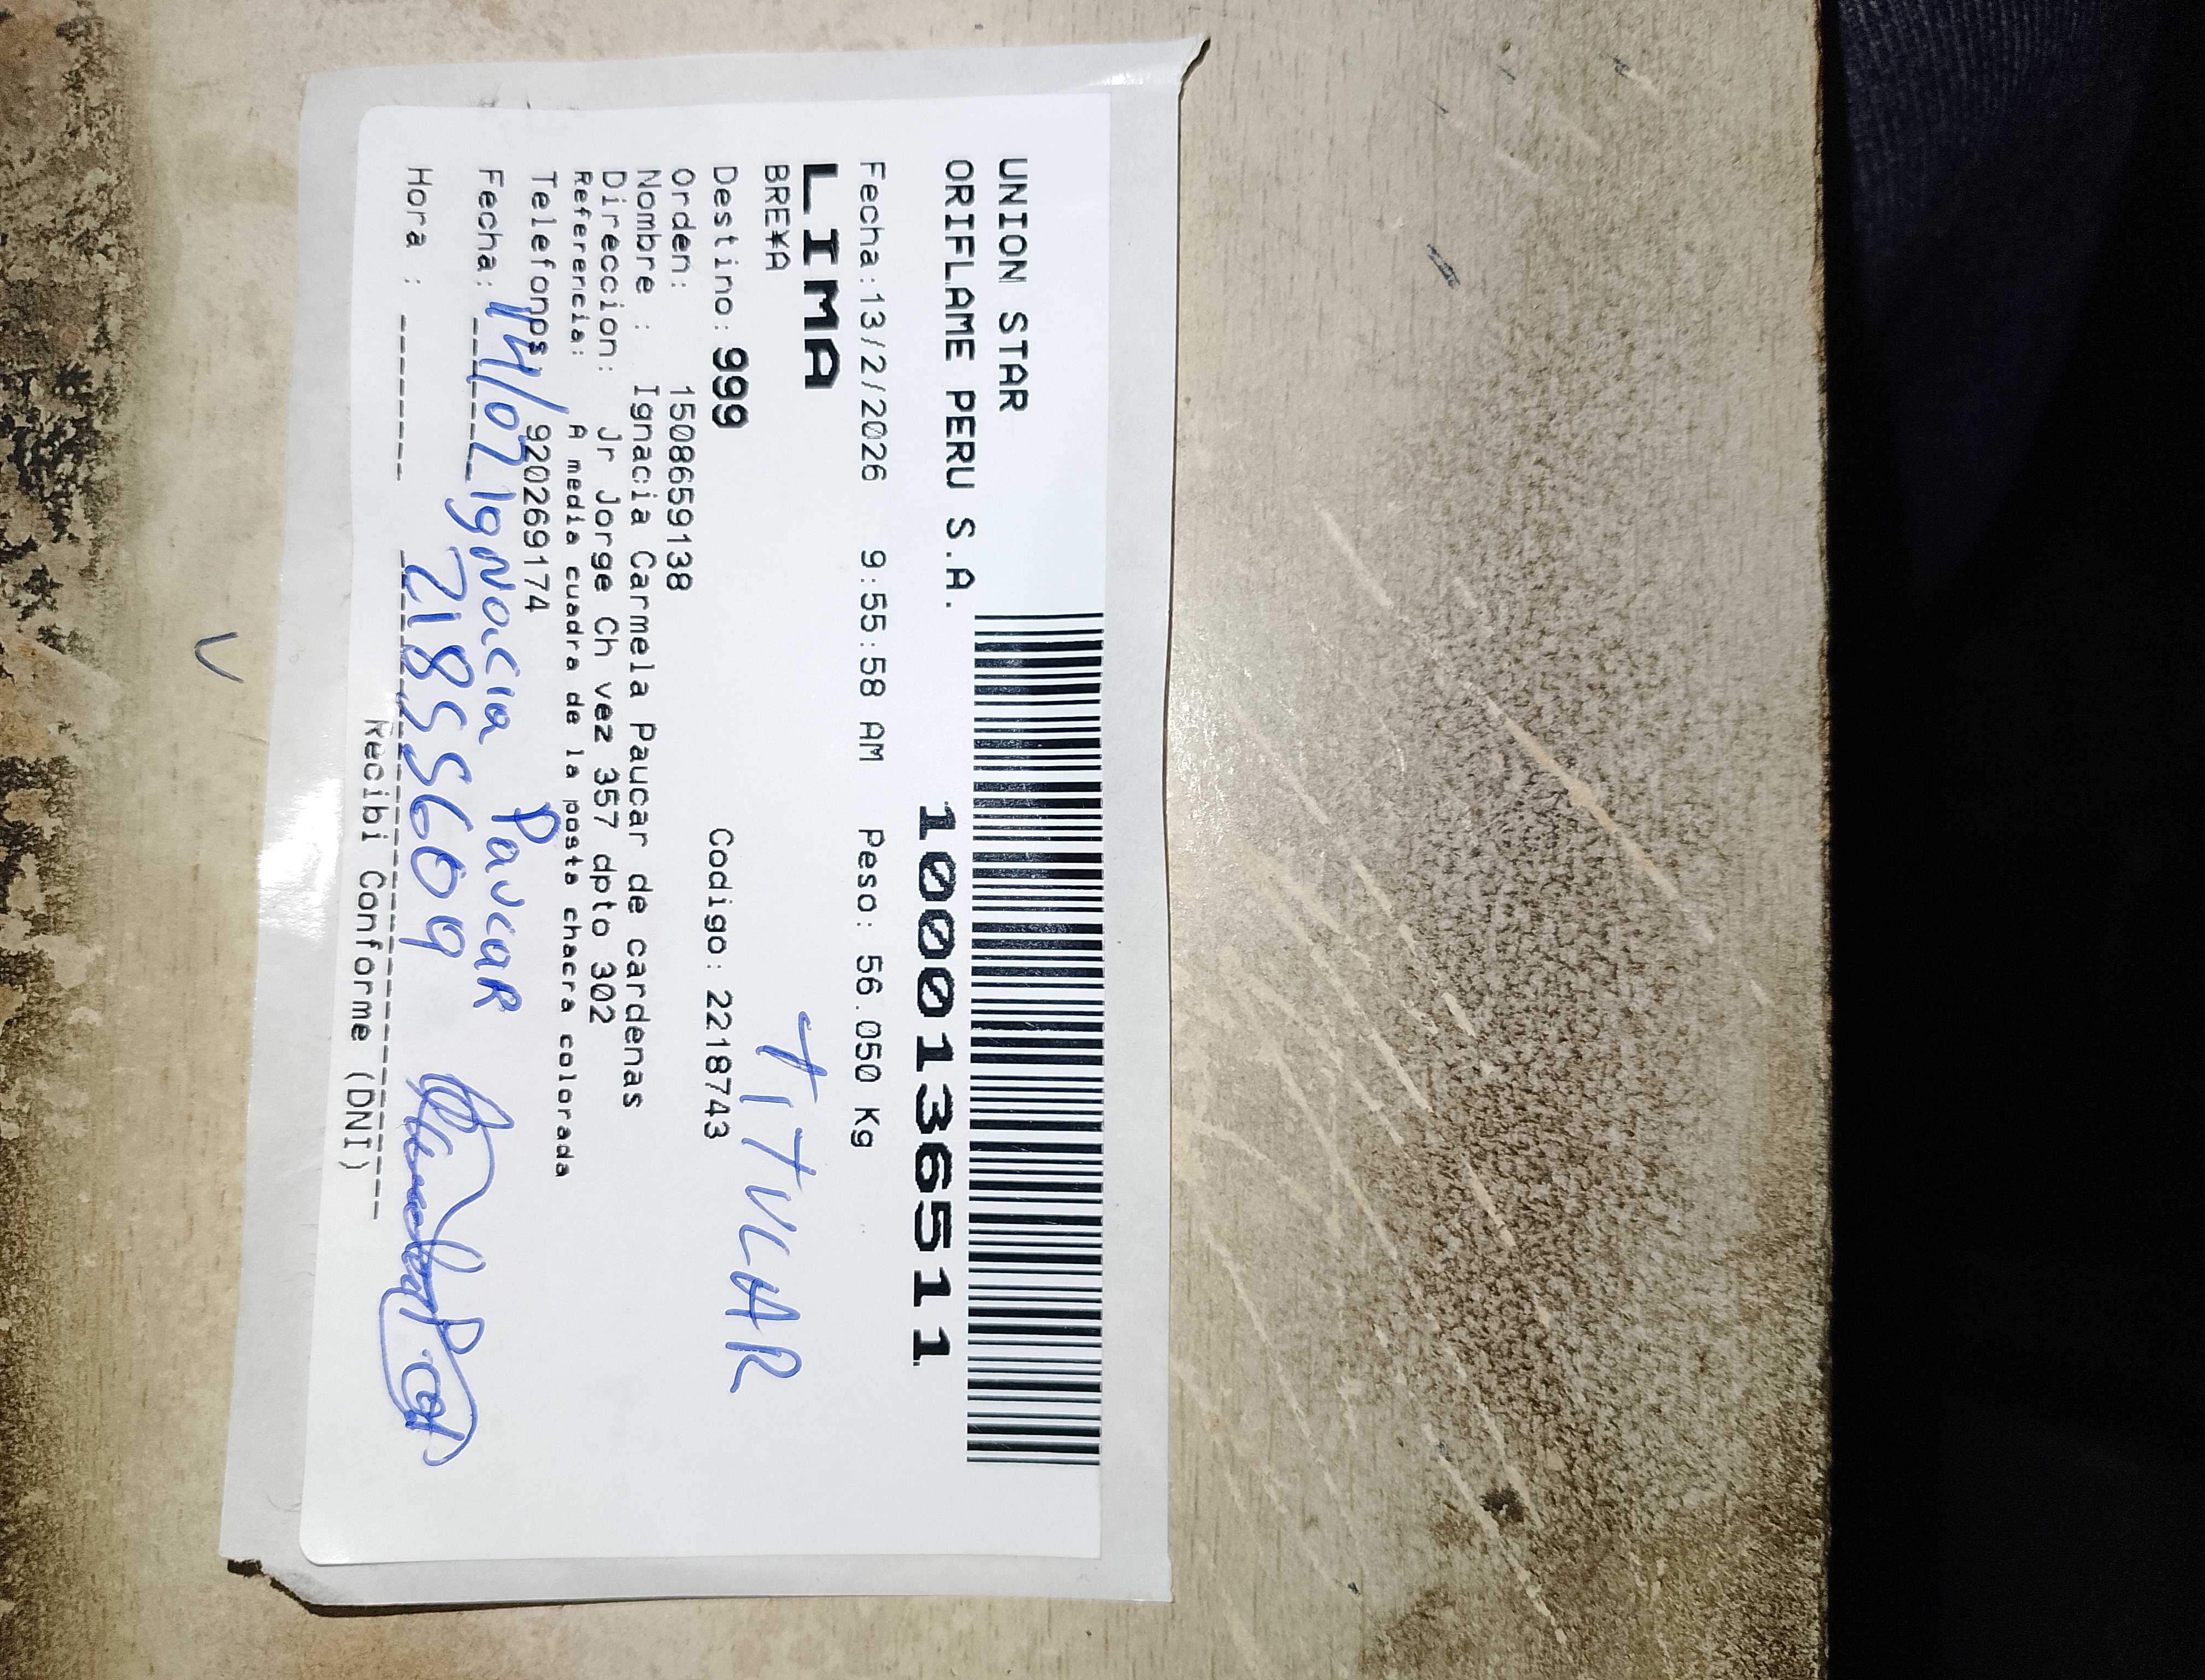 UNION STAR
ORIFLAME PERU S.A.
10000136511
Fecha:13/2/2026 9:55:58 AM Peso: 56.050 Kg
LIMA
BRE¥A
TITULAR
Destino: 999 Codigo: 2218743
Orden: 1508659138
Nombre : Ignacia Carmela Paucar de cardenas
Direccion: Jr Jorge Ch vez 357 dpto 302
Referencia: A media cuadra de la posta chacra colorada
Telefonos: 920269174
Fecha: 14/02 Ignacia Paucar
Hora : 21855609
Recibi Conforme (DNI)